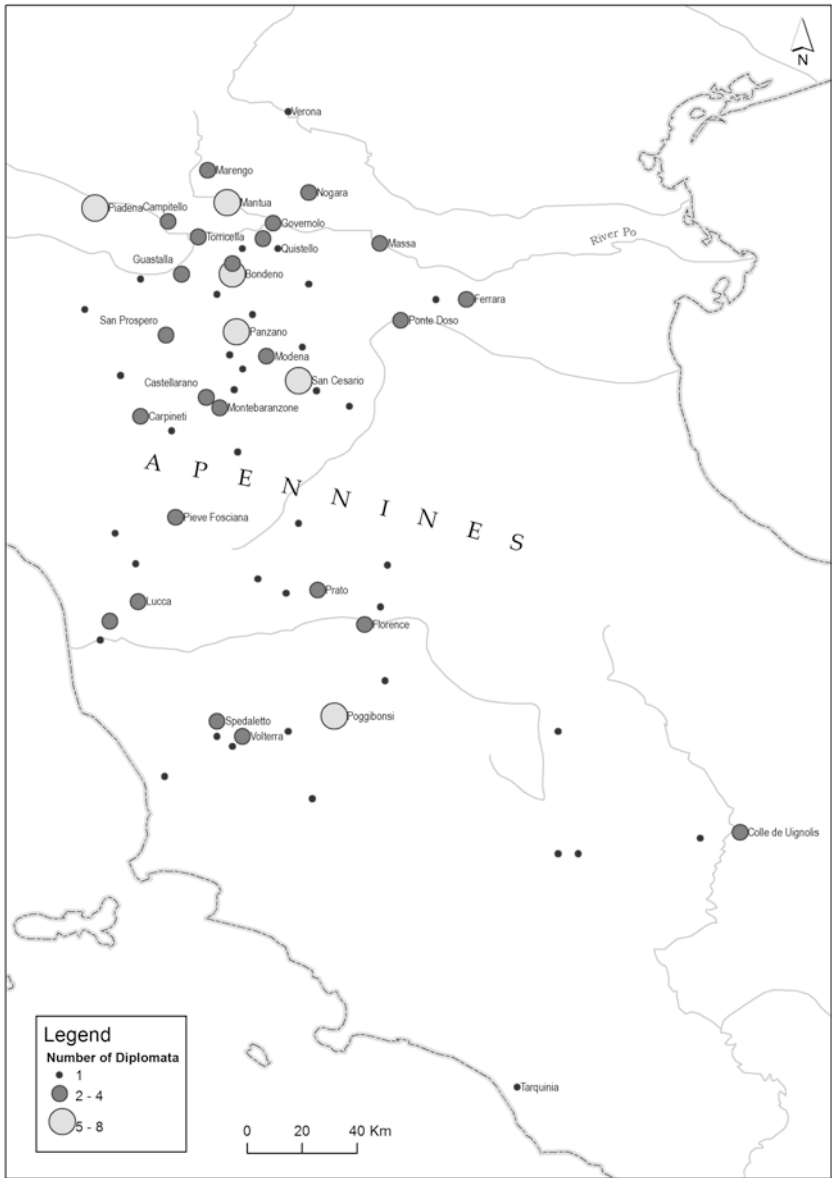 N
Verona
Marengo
Nogara
Mantua
Piadena
Campitello
Governolo
Torricella
Quistello
Massa
River Po
Guastalla
Bondeno
Ferrara
Ponte Doso
San Prospero
Panzano
Modena
San Cesario
Castellarano
Montebaranzone
Carpineti
APENNINES
Pieve Fosciana
Prato
Lucca
Florence
Spedaletto
Poggibonsi
Volterra
Colle de Uignolis
Tarquinia
Legend
Number of Diplomata
1
2 - 4
5 - 8
0 20 40 Km